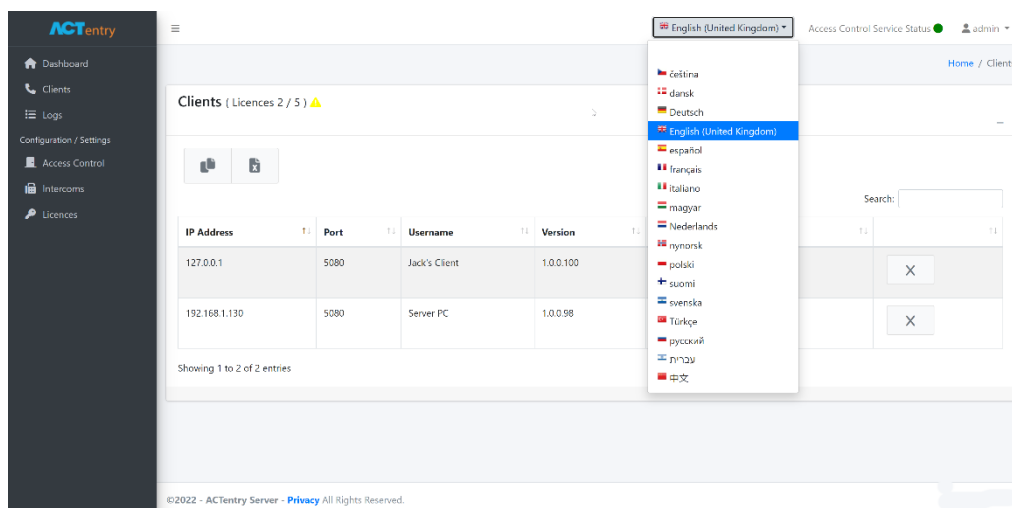 ACTentry
English (United Kingdom)
Access Control Service Status
admin
Dashboard
Clients
Logs
Configuration / Settings
Access Control
Intercoms
Licences
Home / Client
Clients ( Licences 2 / 5 )
čeština
dansk
Deutsch
English (United Kingdom)
español
français
italiano
magyar
Nederlands
nynorsk
polski
suomi
svenska
Türkçe
русский
עברית
中文
Search:
IP Address Port Username Version
127.0.0.1 5080 Jack's Client 1.0.0.100 X
192.168.1.130 5080 Server PC 1.0.0.98 X
Showing 1 to 2 of 2 entries
©2022 - ACTentry Server - Privacy All Rights Reserved.